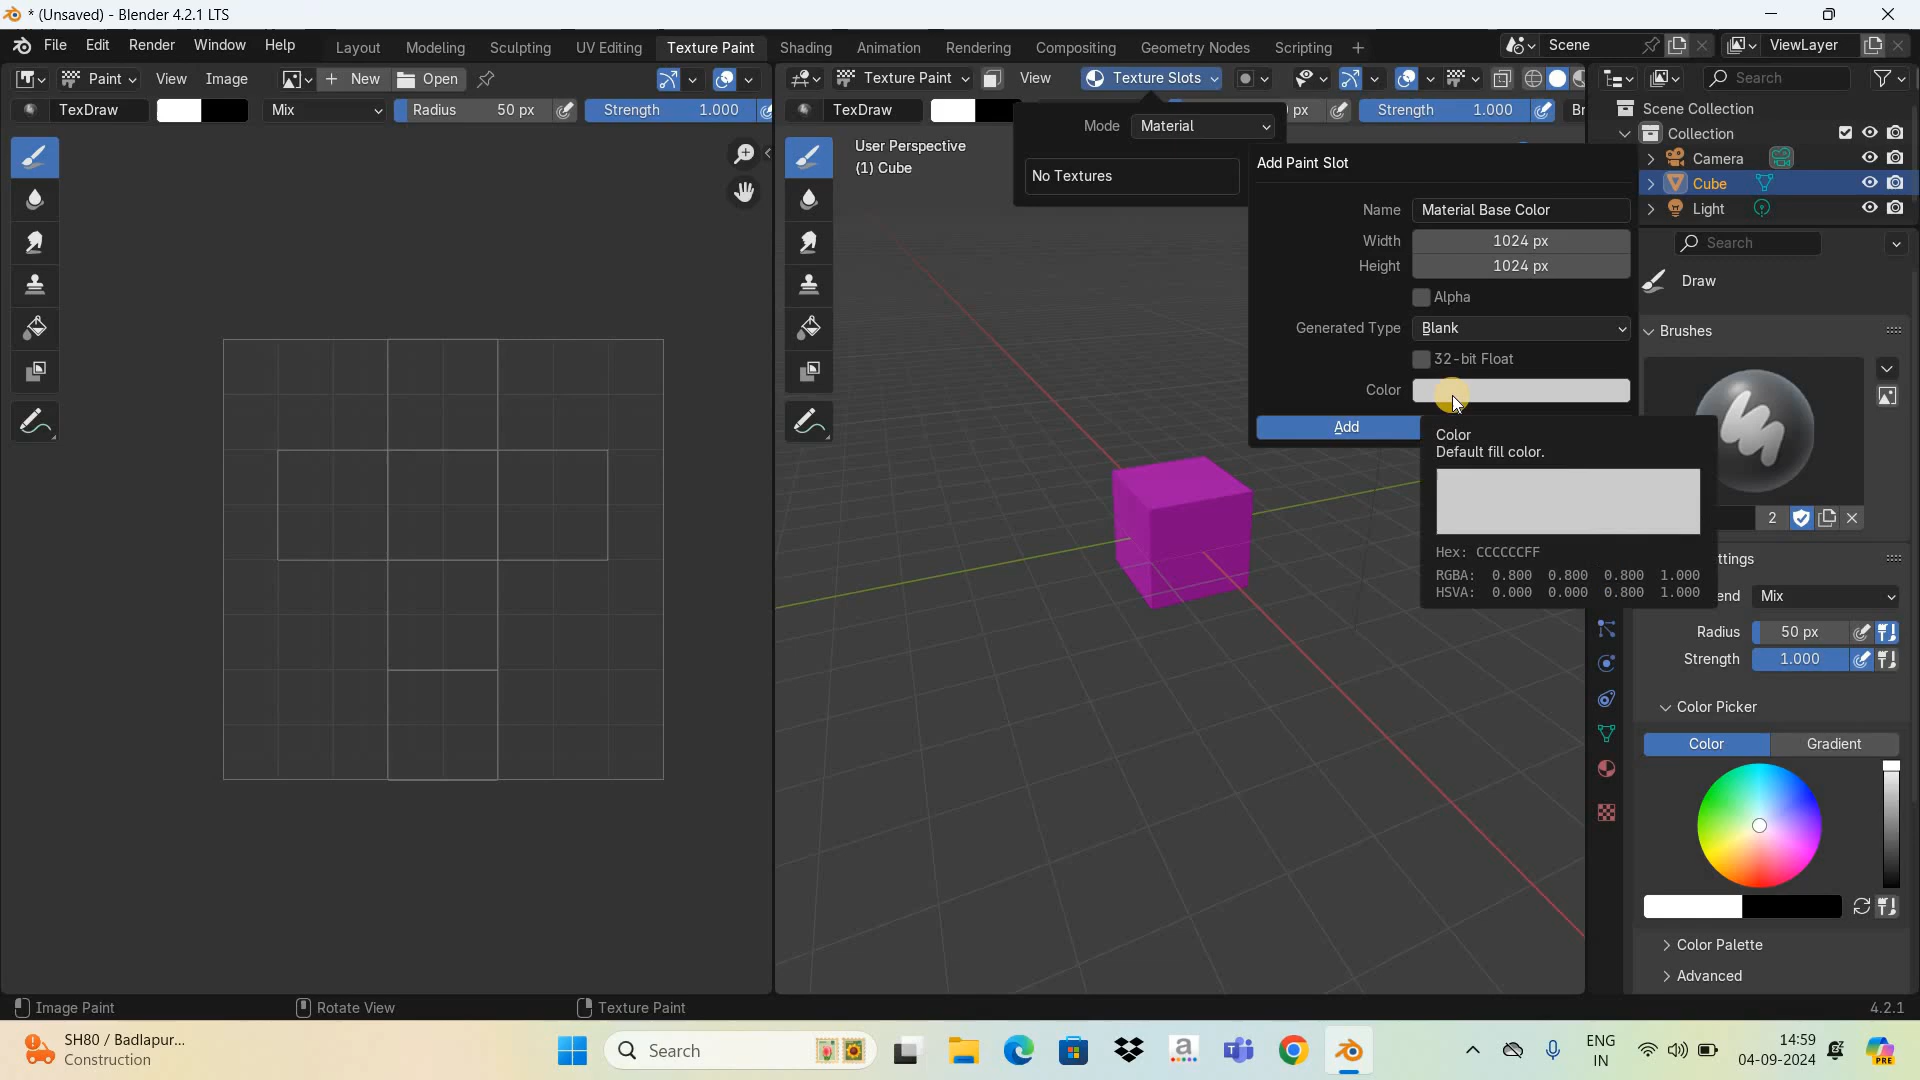 * (Unsaved) - Blender 4.2.1 LTS
File Edit Render Window Help Layout Modeling Sculpting UV Editing Texture Paint Shading Animation Rendering Compositing Geometry Nodes Scripting + Scene ViewLayer
Paint View Image + New Open Texture Paint View Texture Slots Search
TexDraw Mix Radius 50 px Strength 1.000 TexDraw px Strength 1.000 Br
Scene Collection
Collection
Camera
Cube
Light
User Perspective
(1) Cube
Mode Material
No Textures
Add Paint Slot
Name Material Base Color
Width 1024 px
Height 1024 px
Alpha
Generated Type Blank
32-bit Float
Color
Add
Color
Default fill color.
Hex: CCCCCCFF
RGBA: 0.800 0.800 0.800 1.000
HSVA: 0.000 0.000 0.800 1.000
Search
Draw
Brushes
2
ttings
end Mix
Radius 50 px
Strength 1.000
Color Picker
Color Gradient
Color Palette
Advanced
Image Paint Rotate View Texture Paint 4.2.1
SH80 / Badlapur...
Construction
Search
ENG
IN
14:59
04-09-2024
PRE